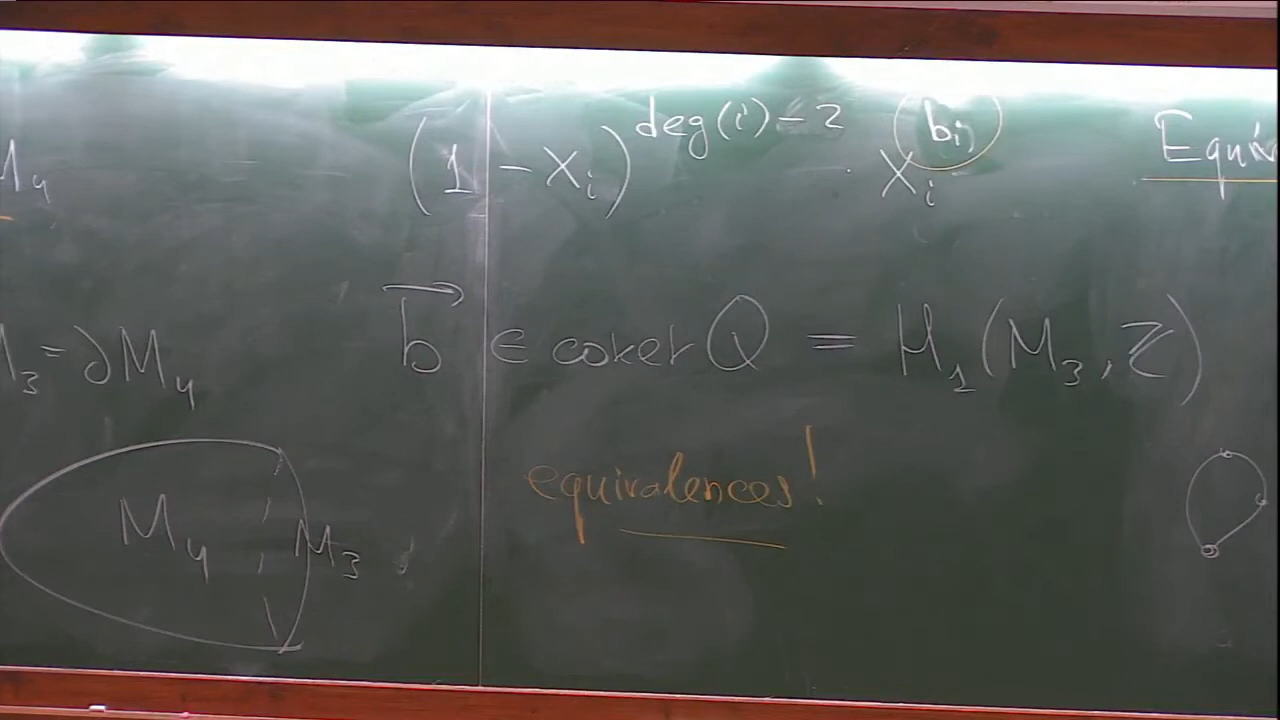 M₄ (1 - Xᵢ)^{deg(i) - 2} · Xᵢ^{bᵢ} Equiv
M₃ = ∂M₄ b⃗ ∈ coker Q = H₁(M₃, ℤ)
equivalences!
M₄ M₃